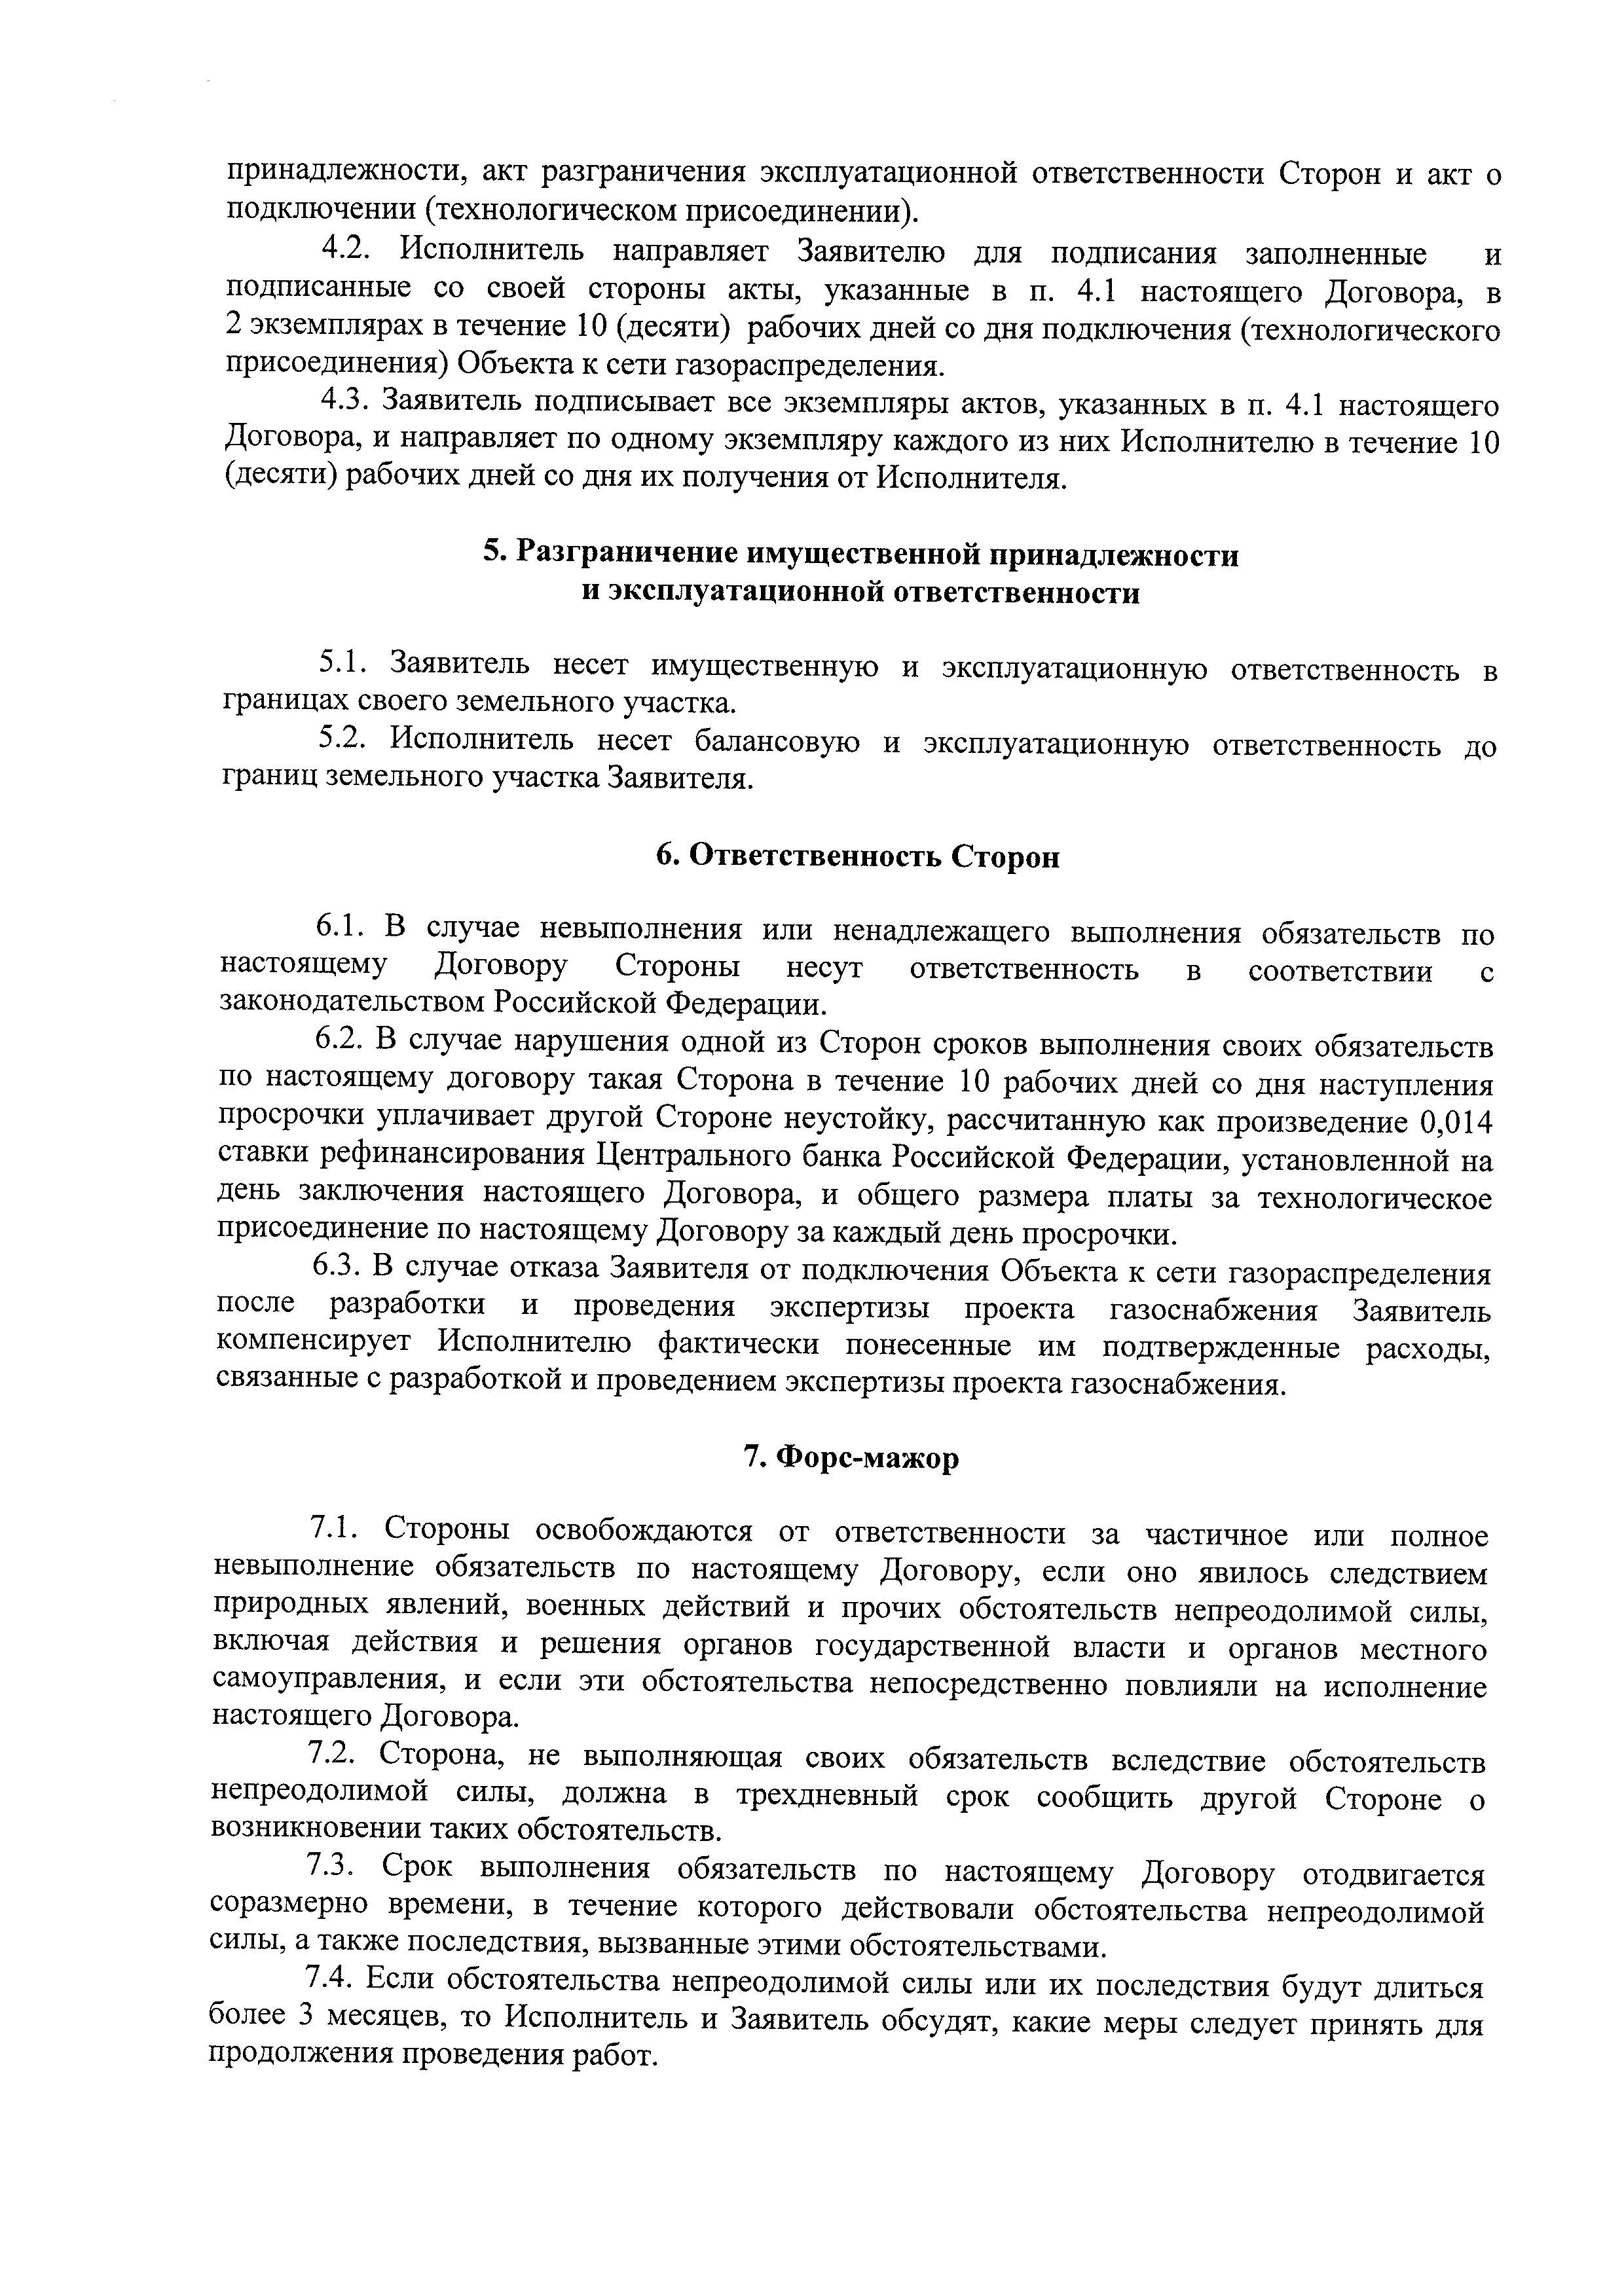 принадлежности, акт разграничения эксплуатационной ответственности Сторон и акт о
подключении (технологическом присоединении).
4.2. Исполнитель направляет Заявителю для подписания заполненные и
подписанные со своей стороны акты, указанные в п. 4.1 настоящего Договора, в
2 экземплярах в течение 10 (десяти) рабочих дней со дня подключения (технологического
присоединения) Объекта к сети газораспределения.
4.3. Заявитель подписывает все экземпляры актов, указанных в п. 4.1 настоящего
Договора, и направляет по одному экземпляру каждого из них Исполнителю в течение 10
(десяти) рабочих дней со дня их получения от Исполнителя.
5. Разграничение имущественной принадлежности
и эксплуатационной ответственности
5.1. Заявитель несет имущественную и эксплуатационную ответственность в
границах своего земельного участка.
5.2. Исполнитель несет балансовую и эксплуатационную ответственность до
границ земельного участка Заявителя.
6. Ответственность Сторон
6.1. В случае невыполнения или ненадлежащего выполнения обязательств по
настоящему Договору Стороны несут ответственность в соответствии с
законодательством Российской Федерации.
6.2. В случае нарушения одной из Сторон сроков выполнения своих обязательств
по настоящему договору такая Сторона в течение 10 рабочих дней со дня наступления
просрочки уплачивает другой Стороне неустойку, рассчитанную как произведение 0,014
ставки рефинансирования Центрального банка Российской Федерации, установленной на
день заключения настоящего Договора, и общего размера платы за технологическое
присоединение по настоящему Договору за каждый день просрочки.
6.3. В случае отказа Заявителя от подключения Объекта к сети газораспределения
после разработки и проведения экспертизы проекта газоснабжения Заявитель
компенсирует Исполнителю фактически понесенные им подтвержденные расходы,
связанные с разработкой и проведением экспертизы проекта газоснабжения.
7. Форс-мажор
7.1. Стороны освобождаются от ответственности за частичное или полное
невыполнение обязательств по настоящему Договору, если оно явилось следствием
природных явлений, военных действий и прочих обстоятельств непреодолимой силы,
включая действия и решения органов государственной власти и органов местного
самоуправления, и если эти обстоятельства непосредственно повлияли на исполнение
настоящего Договора.
7.2. Сторона, не выполняющая своих обязательств вследствие обстоятельств
непреодолимой силы, должна в трехдневный срок сообщить другой Стороне о
возникновении таких обстоятельств.
7.3. Срок выполнения обязательств по настоящему Договору отодвигается
соразмерно времени, в течение которого действовали обстоятельства непреодолимой
силы, а также последствия, вызванные этими обстоятельствами.
7.4. Если обстоятельства непреодолимой силы или их последствия будут длиться
более 3 месяцев, то Исполнитель и Заявитель обсудят, какие меры следует принять для
продолжения проведения работ.